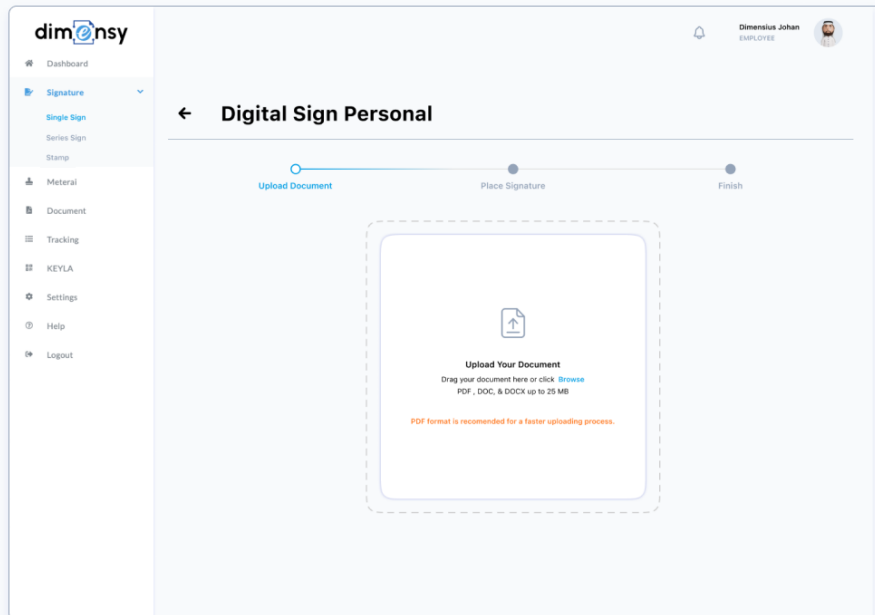 dimensy
Dimensius Johan
EMPLOYEE
Dashboard
Signature
Single Sign
Series Sign
Stamp
Meterai
Document
Tracking
KEYLA
Settings
Help
Logout
Digital Sign Personal
Upload Document
Place Signature
Finish
Upload Your Document
Drag your document here or click Browse
PDF , DOC, & DOCX up to 25 MB
PDF format is recomended for a faster uploading process.